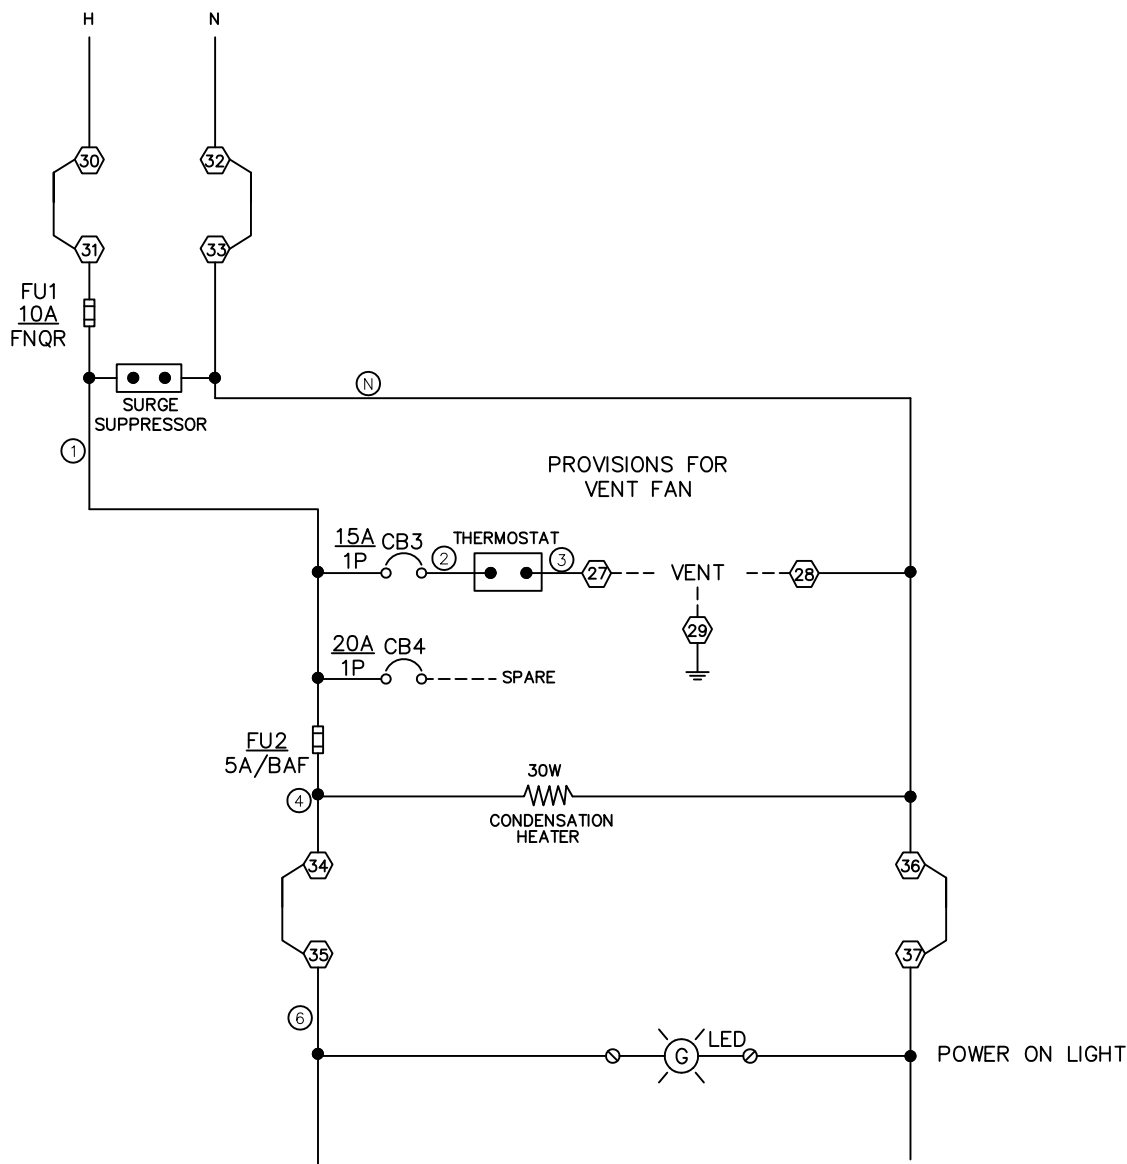 H
N
30
32
31
33
FU1
10A
FNQR
SURGE
SUPPRESSOR
N
1
PROVISIONS FOR
VENT FAN
15A
1P
CB3
2
THERMOSTAT
3
27
VENT
28
29
20A
1P
CB4
SPARE
FU2
5A/BAF
30W
4
CONDENSATION
HEATER
34
36
35
37
6
G
LED
POWER ON LIGHT